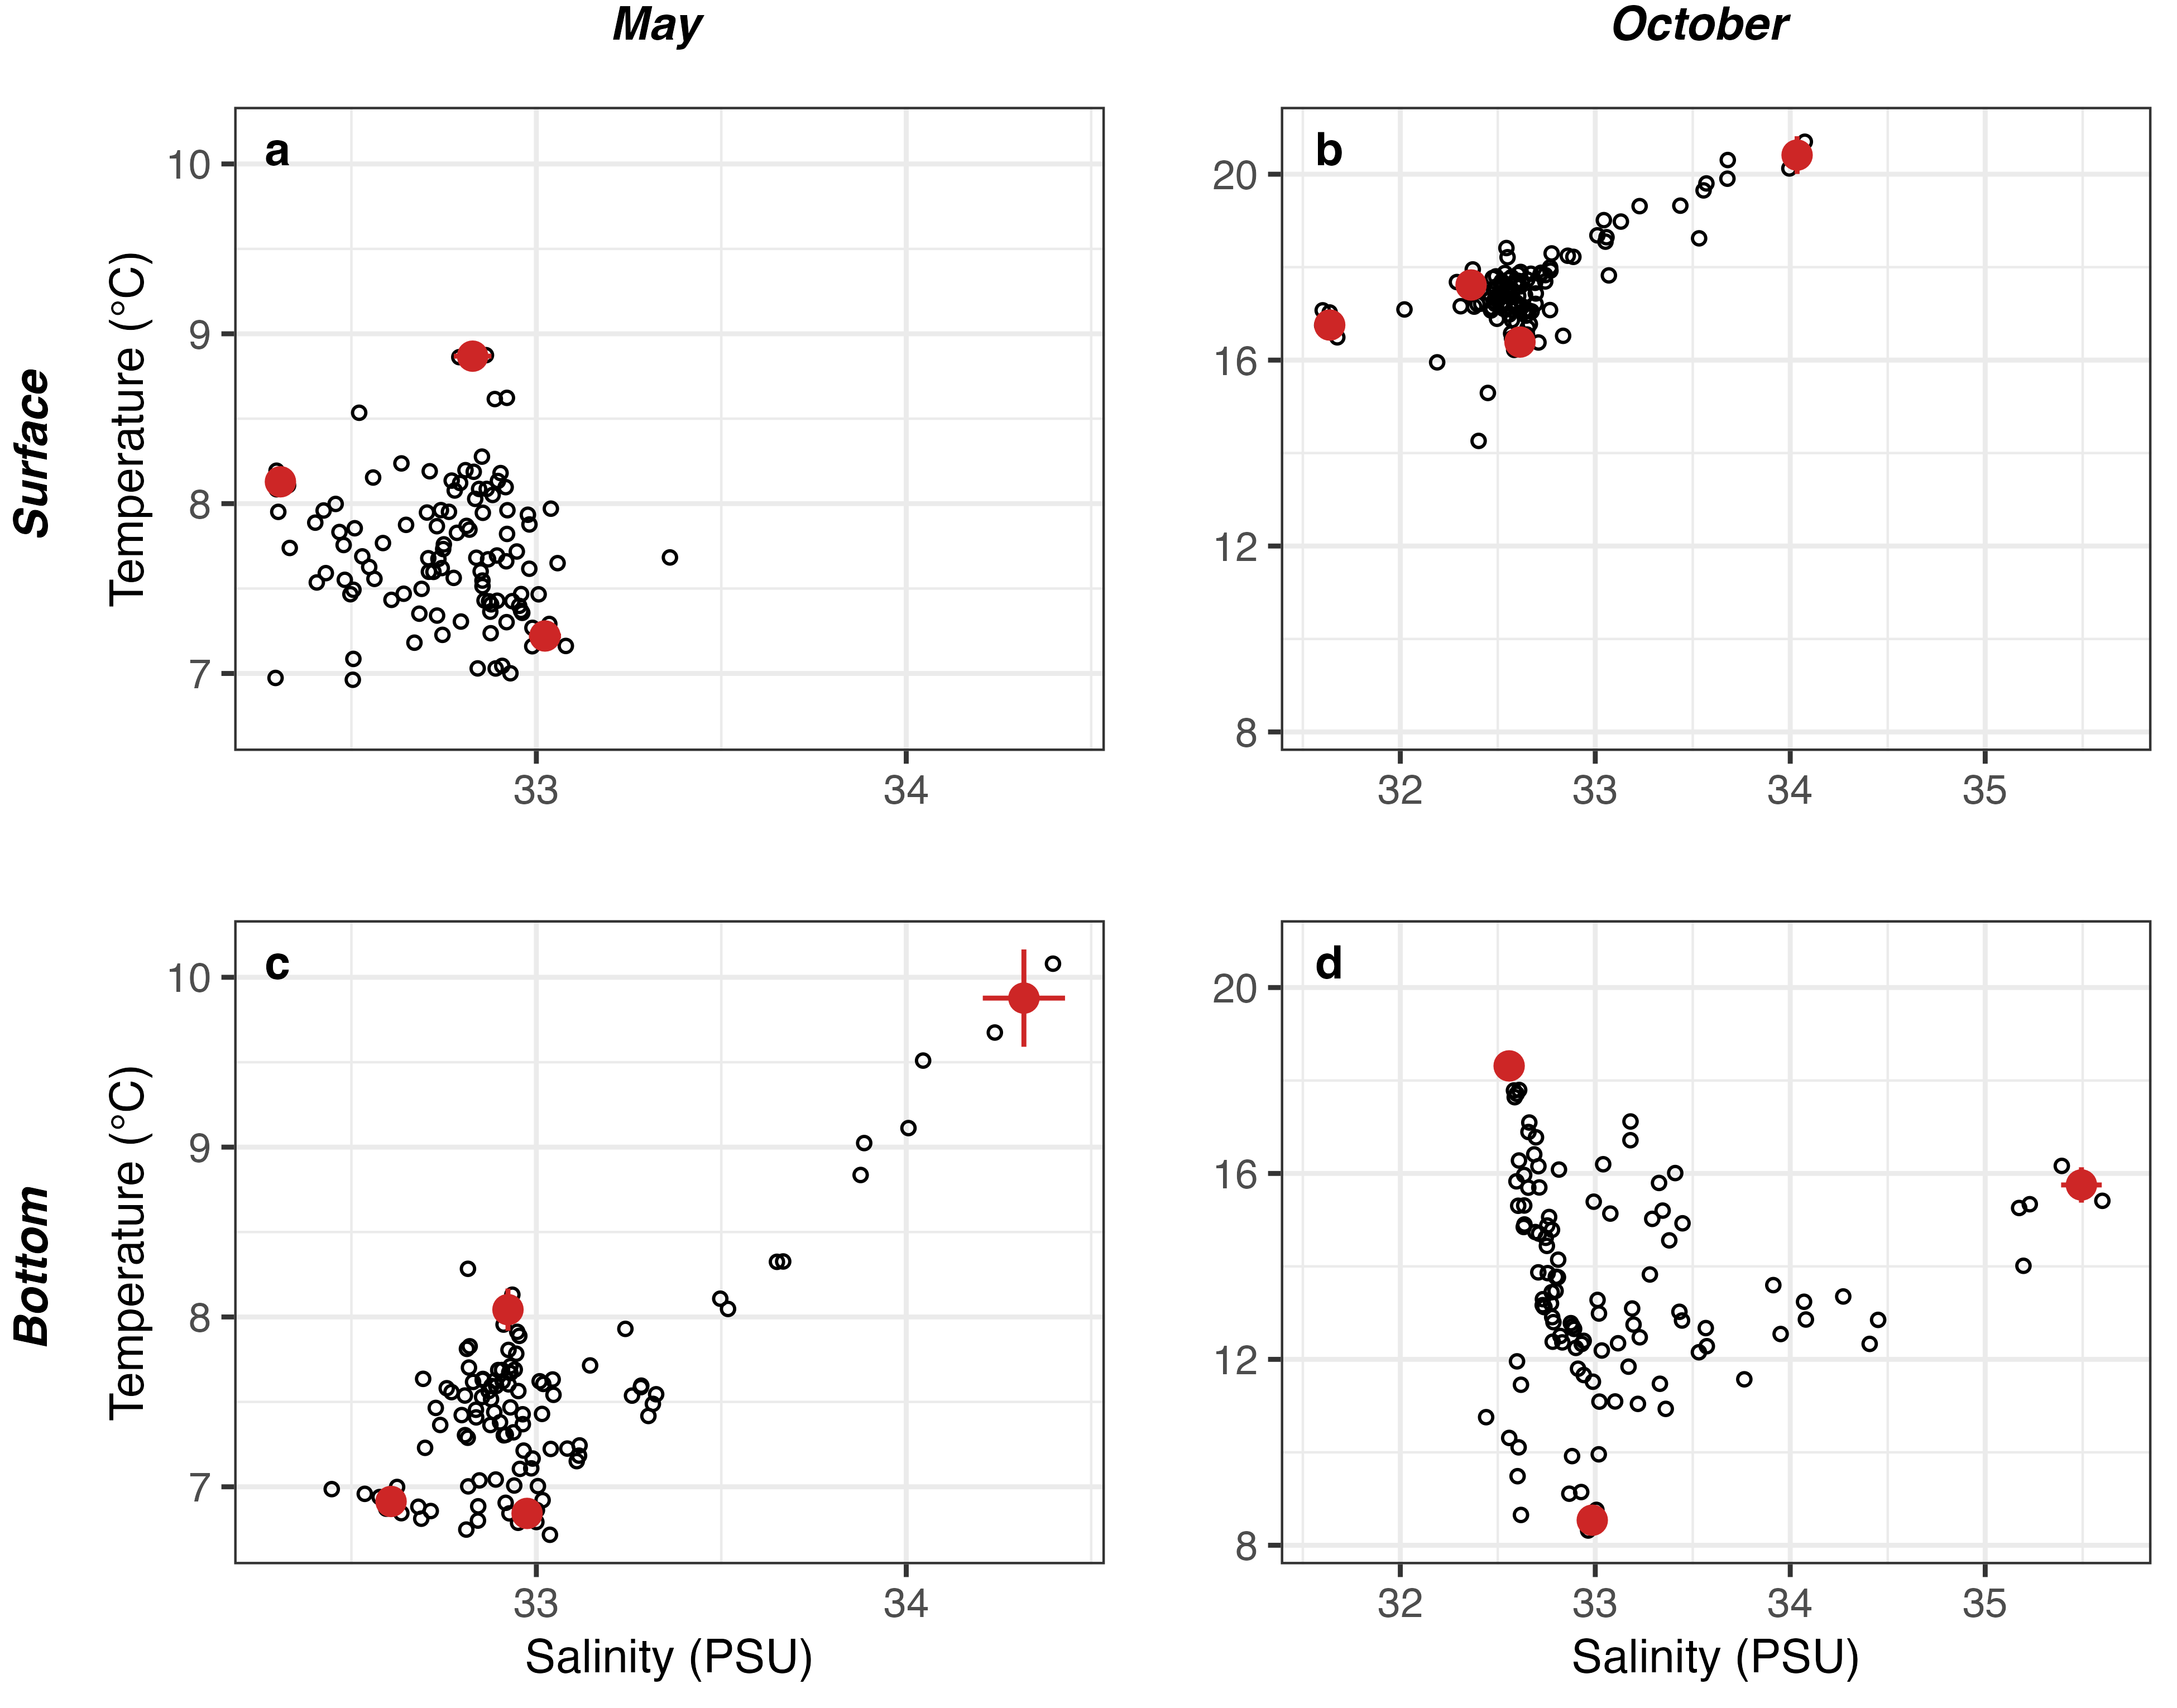 May October
Surface
Temperature (°C)
a
10
9
8
7
33 34
b
20
16
12
8
32 33 34 35
Bottom
Temperature (°C)
c
10
9
8
7
33 34
Salinity (PSU)
d
20
16
12
8
32 33 34 35
Salinity (PSU)